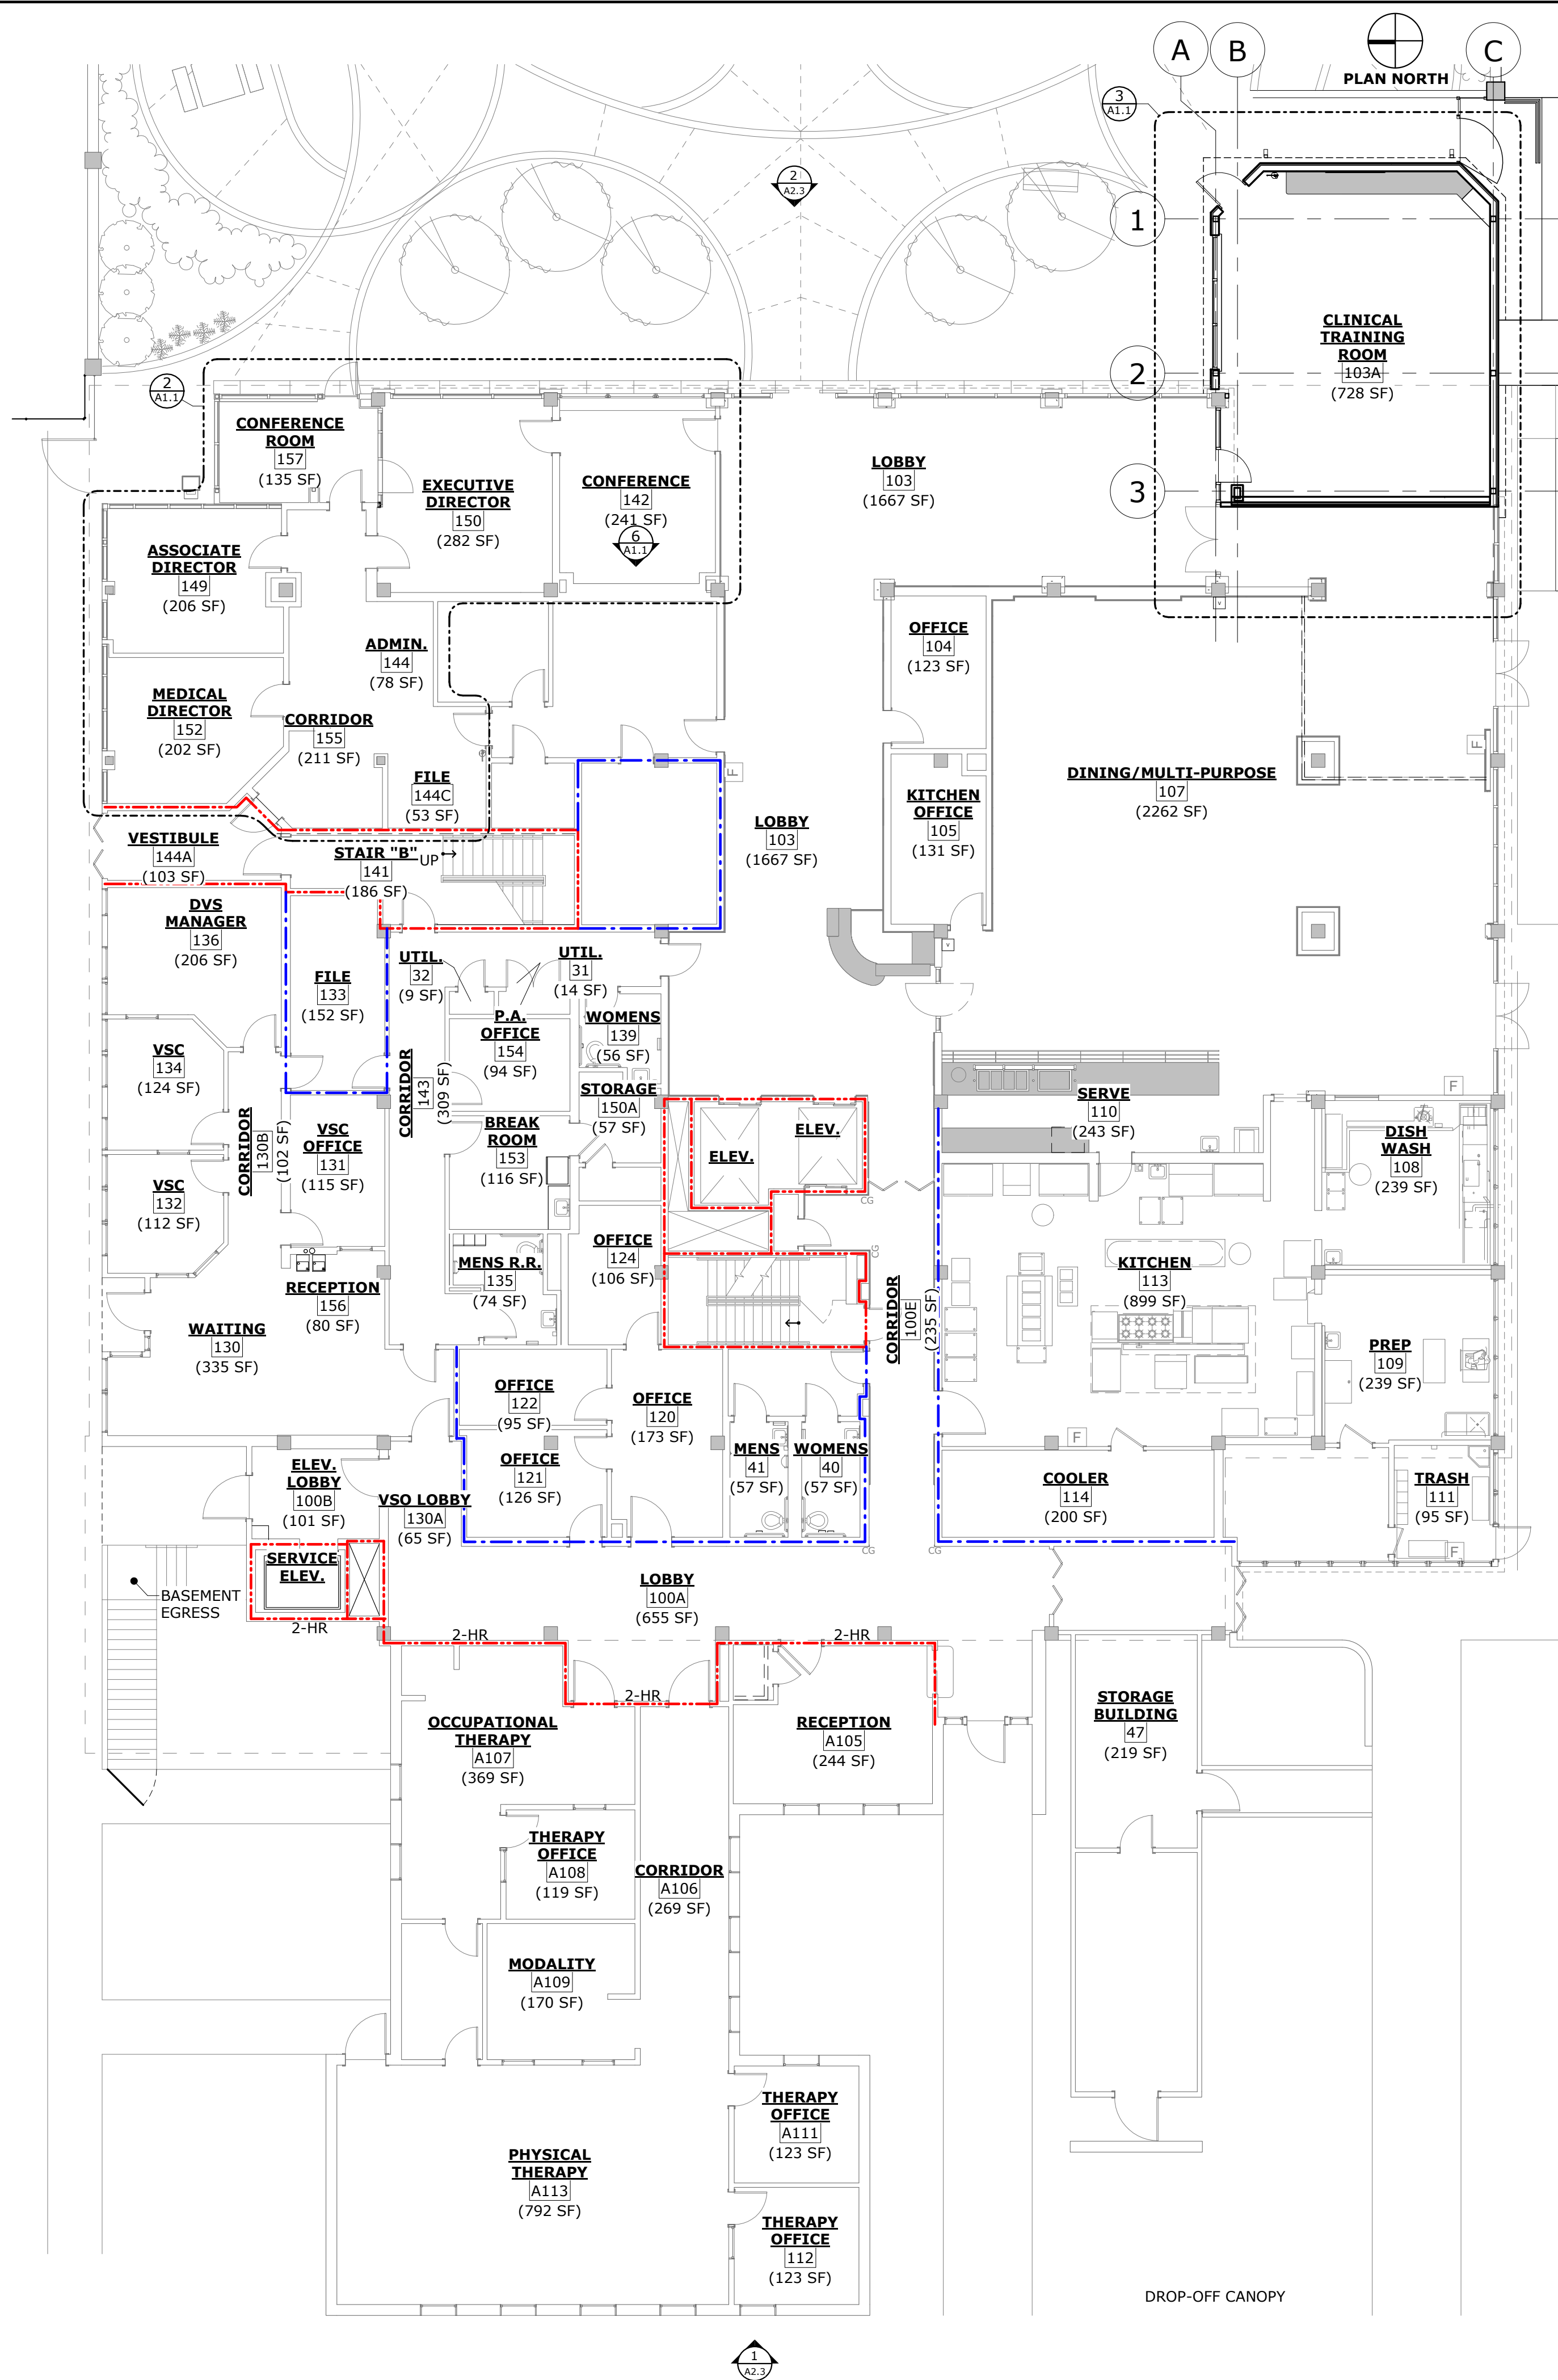 A
B
C
PLAN NORTH
3
A1.1
2
A2.3
1
2
3
CLINICAL
TRAINING
ROOM
103A
(728 SF)
2
A1.1
CONFERENCE
ROOM
157
(135 SF)
EXECUTIVE
DIRECTOR
150
(282 SF)
CONFERENCE
142
(241 SF)
6
A1.1
LOBBY
103
(1667 SF)
ASSOCIATE
DIRECTOR
149
(206 SF)
ADMIN.
144
(78 SF)
OFFICE
104
(123 SF)
MEDICAL
DIRECTOR
152
(202 SF)
CORRIDOR
155
(211 SF)
FILE
144C
(53 SF)
F
F
DINING/MULTI-PURPOSE
107
(2262 SF)
KITCHEN
OFFICE
105
(131 SF)
LOBBY
103
(1667 SF)
VESTIBULE
144A
(103 SF)
STAIR "B"
141
(186 SF)
UP
DVS
MANAGER
136
(206 SF)
FILE
133
(152 SF)
UTIL.
32
(9 SF)
UTIL.
31
(14 SF)
V
V
P.A.
OFFICE
154
(94 SF)
WOMENS
139
(56 SF)
VSC
134
(124 SF)
CORRIDOR
143
(309 SF)
STORAGE
150A
(57 SF)
SERVE
110
(243 SF)
F
CORRIDOR
130B
(102 SF)
VSC
OFFICE
131
(115 SF)
BREAK
ROOM
153
(116 SF)
ELEV.
ELEV.
DISH
WASH
108
(239 SF)
VSC
132
(112 SF)
CG
CG
OFFICE
124
(106 SF)
MENS R.R.
135
(74 SF)
KITCHEN
113
(899 SF)
RECEPTION
156
(80 SF)
CORRIDOR
100E
(235 SF)
WAITING
130
(335 SF)
PREP
109
(239 SF)
OFFICE
122
(95 SF)
OFFICE
120
(173 SF)
F
MENS
41
(57 SF)
WOMENS
40
(57 SF)
OFFICE
121
(126 SF)
ELEV.
LOBBY
100B
(101 SF)
VSO LOBBY
130A
(65 SF)
COOLER
114
(200 SF)
TRASH
111
(95 SF)
F
CG
CG
SERVICE
ELEV.
BASEMENT
EGRESS
LOBBY
100A
(655 SF)
2-HR
2-HR
2-HR
2-HR
OCCUPATIONAL
THERAPY
A107
(369 SF)
RECEPTION
A105
(244 SF)
STORAGE
BUILDING
47
(219 SF)
THERAPY
OFFICE
A108
(119 SF)
CORRIDOR
A106
(269 SF)
MODALITY
A109
(170 SF)
THERAPY
OFFICE
A111
(123 SF)
PHYSICAL
THERAPY
A113
(792 SF)
THERAPY
OFFICE
112
(123 SF)
DROP-OFF CANOPY
1
A2.3